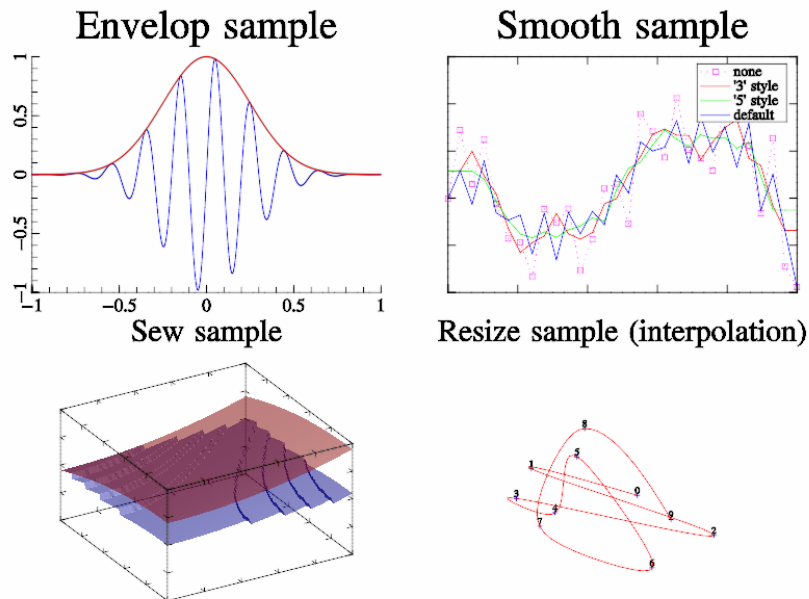 Envelop sample
Smooth sample
1
0.5
0
−0.5
−1
−1
−0.5
0
0.5
1
none
'3' style
'5' style
default
Sew sample
Resize sample (interpolation)
8
1
5
0
3
4
7
9
2
6